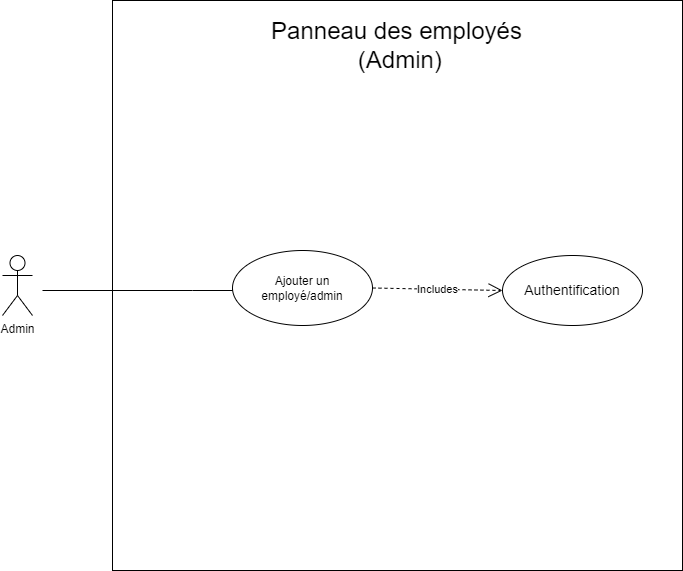 Panneau des employés
(Admin)
Ajouter un
employé/admin
Includes
Authentification
Admin